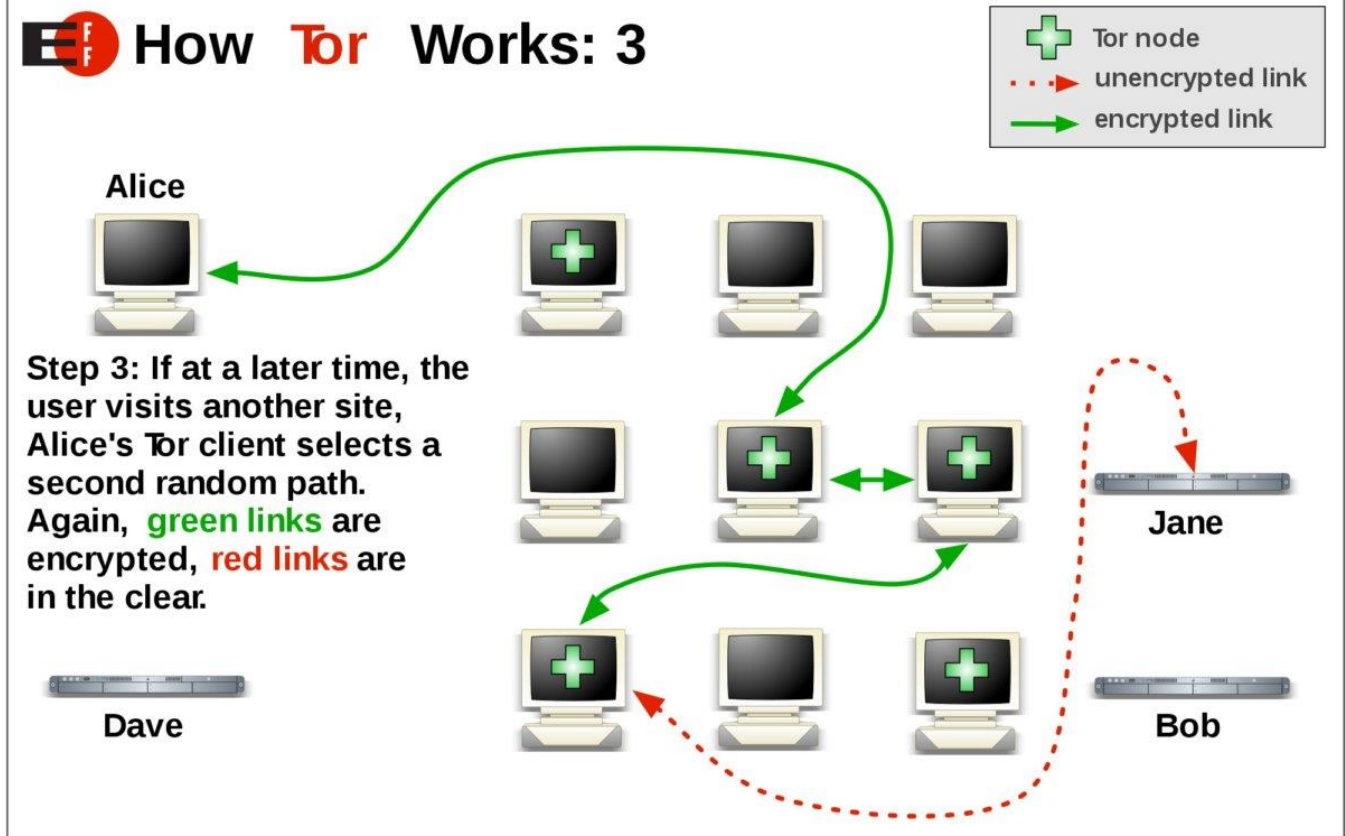 EFF How Tor Works: 3
Tor node
unencrypted link
encrypted link
Alice
Step 3: If at a later time, the
user visits another site,
Alice's Tor client selects a
second random path.
Again, green links are
encrypted, red links are
in the clear.
Jane
Dave
Bob